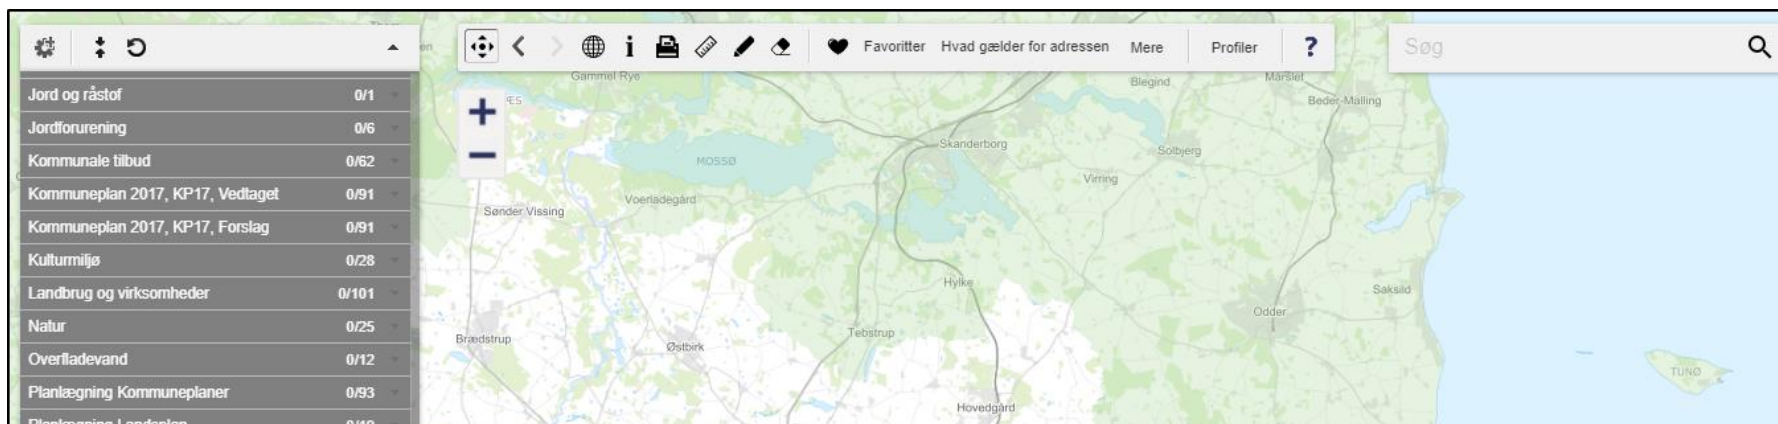 Favoritter Hvad gælder for adressen Mere Profiler ?
Søg
Jord og råstof 0/1
Jordforurening 0/6
Kommunale tilbud 0/62
Kommuneplan 2017, KP17, Vedtaget 0/91
Kommuneplan 2017, KP17, Forslag 0/91
Kulturmiljø 0/28
Landbrug og virksomheder 0/101
Natur 0/25
Overfladevand 0/12
Planlægning Kommuneplaner 0/93
Planlægning Landsplan
Gammel Rye
Blegind
Mårslet
Beder-Malling
MOSSØ
Skanderborg
Solbjerg
Virring
Voerladegård
Sønder Vissing
Hylke
Saksild
Odder
Tebstrup
Brædstrup
Østbirk
TUNØ
Hovedgård